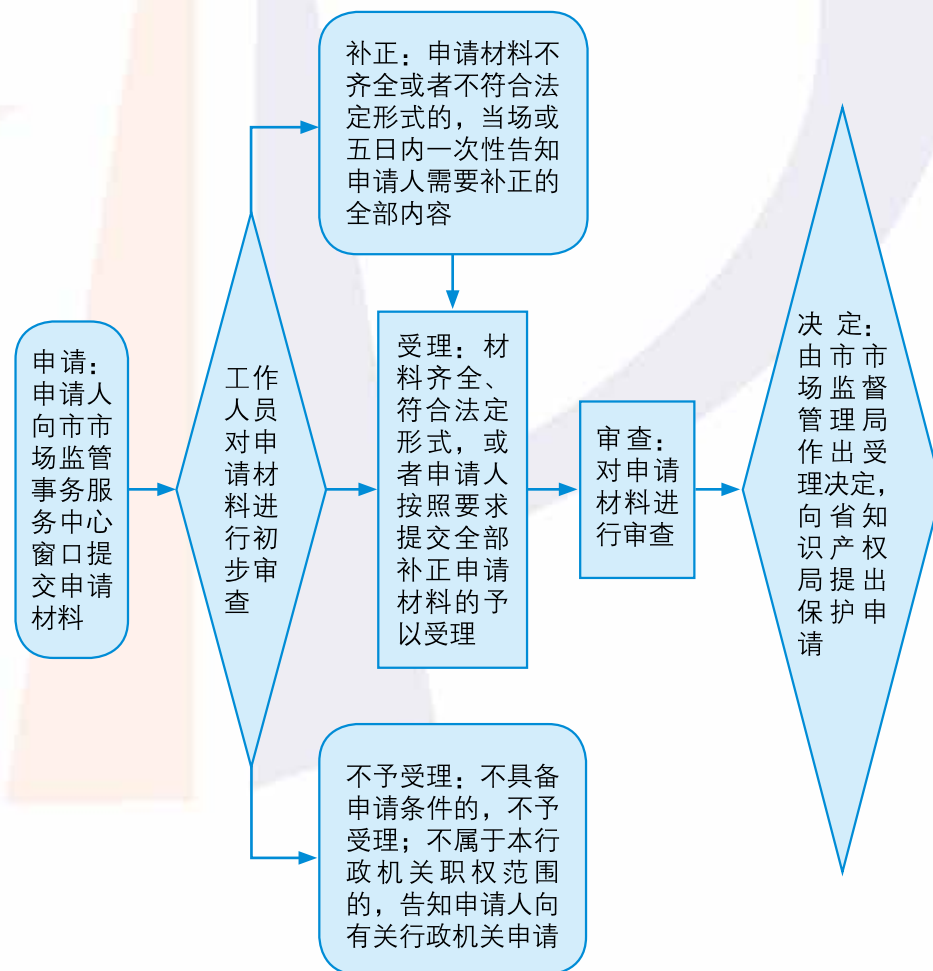 申请：
申请人
向市市
场监管
事务服
务中心
窗口提
交申请
材料
工作
人员
对申
请材
料进
行初
步审
查
补正：申请材料不
齐全或者不符合法
定形式的，当场或
五日内一次性告知
申请人需要补正的
全部内容
受理：材
料齐全、
符合法定
形式，或
者申请人
按照要求
提交全部
补正申请
材料的予
以受理
不予受理：不具备
申请条件的，不予
受理；不属于本行
政机关职权范围
的，告知申请人向
有关行政机关申请
审查：
对申请
材料进
行审查
决定：
由市市
场监督
管理局
作出受
理决定，
向省知
识产权
局提出
保护申
请